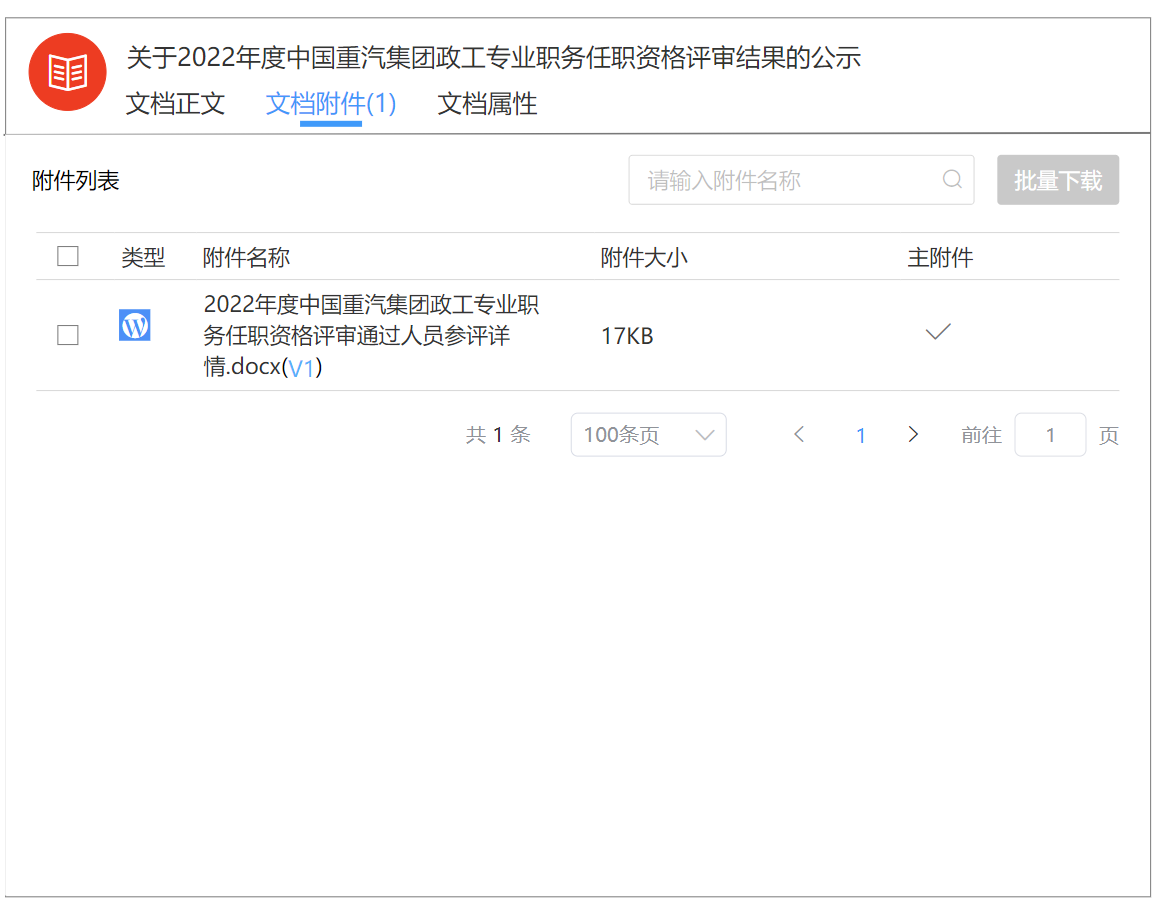 关于2022年度中国重汽集团政工专业职务任职资格评审结果的公示
文档正文 文档附件(1) 文档属性
附件列表 请输入附件名称 批量下载
类型 附件名称 附件大小 主附件
2022年度中国重汽集团政工专业职
务任职资格评审通过人员参评详
情.docx(V1)
17KB
共 1 条 100条页 1 前往 1 页